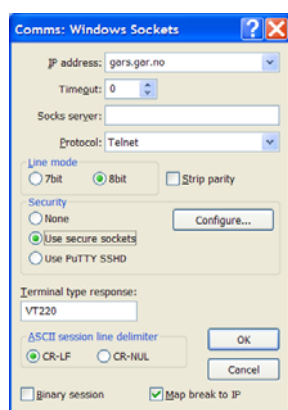 Comms: Windows Sockets
IP address: gors.gor.no
Timeout: 0
Socks server:
Protocol: Telnet
Line mode
7bit 8bit Strip parity
Security
None Configure...
Use secure sockets
Use PuTTY SSHD
Terminal type response:
VT220
ASCII session line delimiter OK
CR-LF CR-NUL
Cancel
Binary session Map break to IP